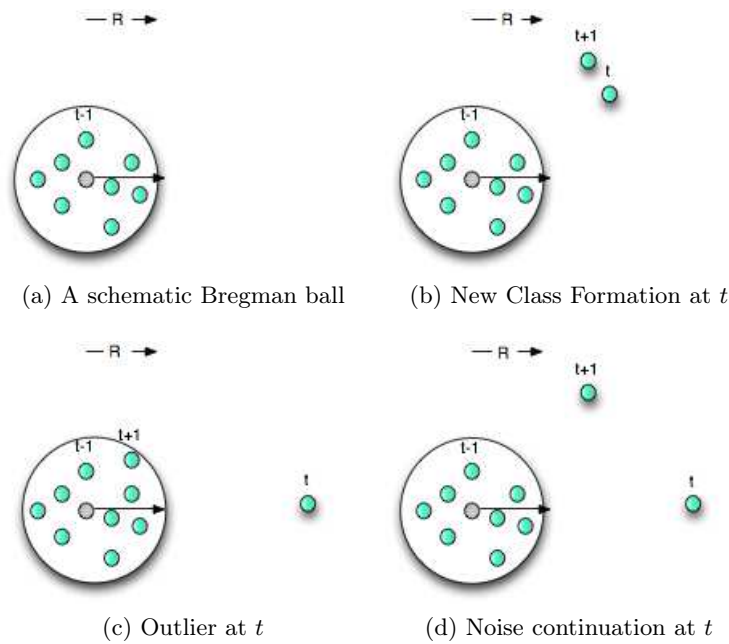 R
t-1
(a) A schematic Bregman ball
R
t+1
t
t-1
(b) New Class Formation at t
R
t-1
t+1
t
(c) Outlier at t
R
t+1
t-1
t
(d) Noise continuation at t